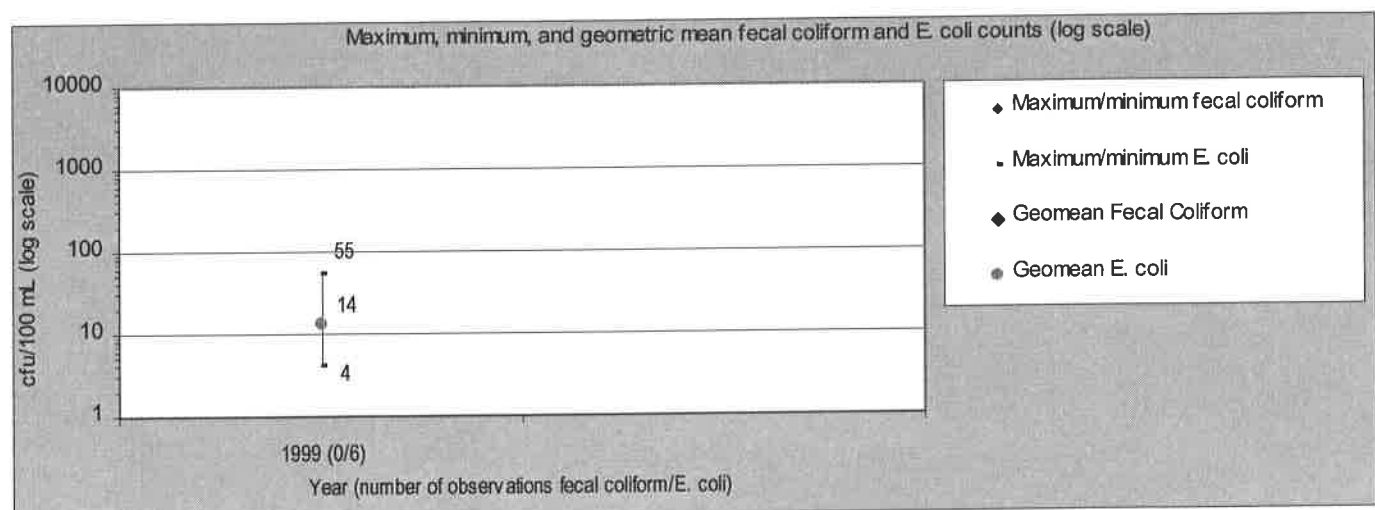 Maximum, minimum, and geometric mean fecal coliform and E. coli counts (log scale)
cfu/100 mL (log scale)
10000
1000
100
10
1
55
14
4
1999 (0/6)
Year (number of observations fecal coliform/E. coli)
Maximum/minimum fecal coliform
Maximum/minimum E. coli
Geomean Fecal Coliform
Geomean E. coli